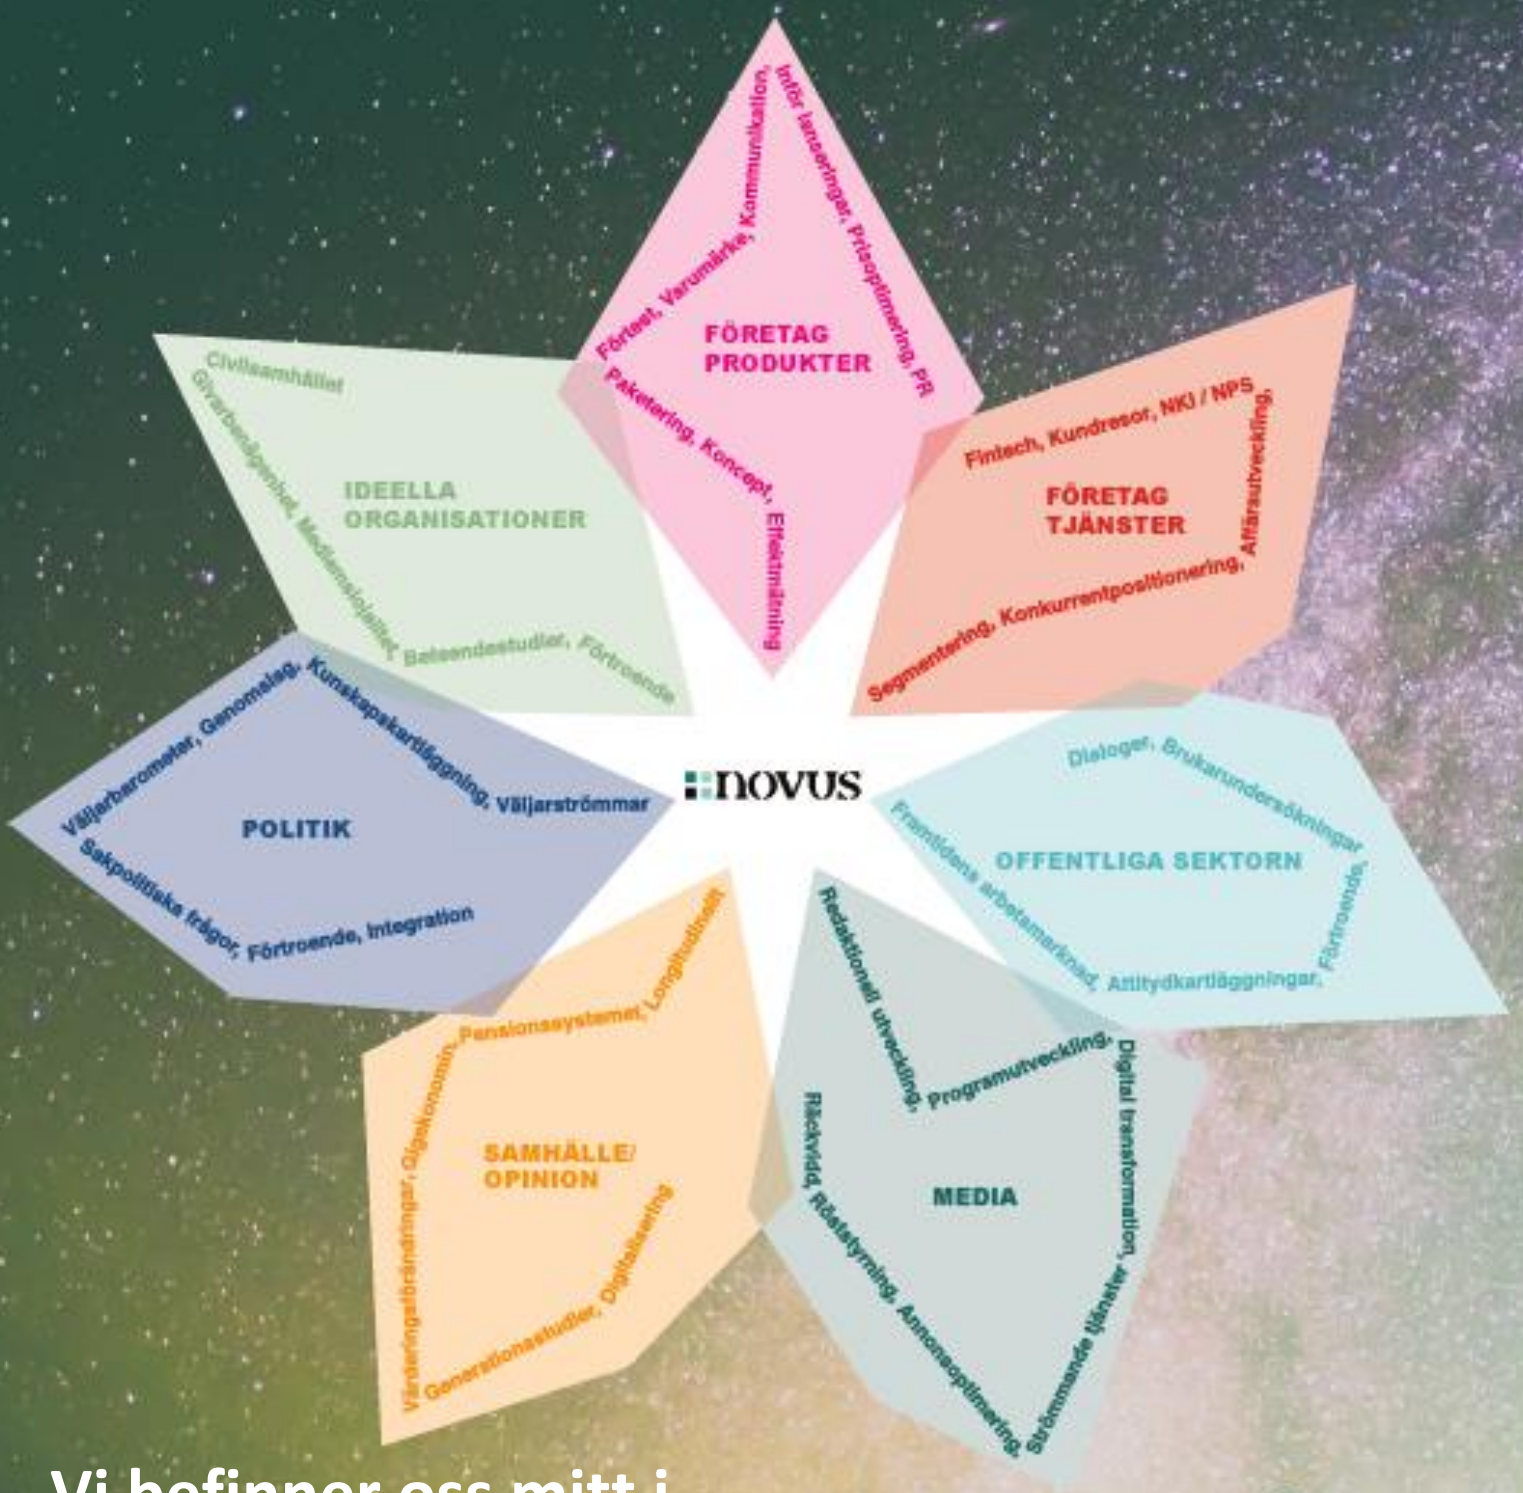 Förtest, Varumärke, Kommunikation,
Inför lanseringar, Prisoptimering, PR
FÖRETAG
PRODUKTER
Paketering, Koncept, Effektmätning
Civilsamhället
Givarbenägenhet, Medlemslojalitet,
Beteendestudier, Förtroende
IDEELLA
ORGANISATIONER
Fintech, Kundresor, NKI / NPS
Affärsutveckling,
FÖRETAG
TJÄNSTER
Segmentering, Konkurrentpositionering,
Väljarbarometer, Genomslag,
Kunskapskartläggning, Väljarströmmar
POLITIK
Sakpolitiska frågor, Förtroende, Integration
novus
Dialoger, Brukarundersökningar
OFFENTLIGA SEKTORN
Framtidens arbetsmarknad, Attitydkartläggningar, Förtroende,
Pensionssystemet, Longitudinellt
Värderingsförändringar, Gigekonomin,
SAMHÄLLE/
OPINION
Generationsstudier, Digitalisering
Redaktionell utveckling, Programutveckling,
Digital transformation,
MEDIA
Räckvidd, Röststyrning, Annonsoptimering,
Strömmande tjänster
Vi befinner oss mitt i